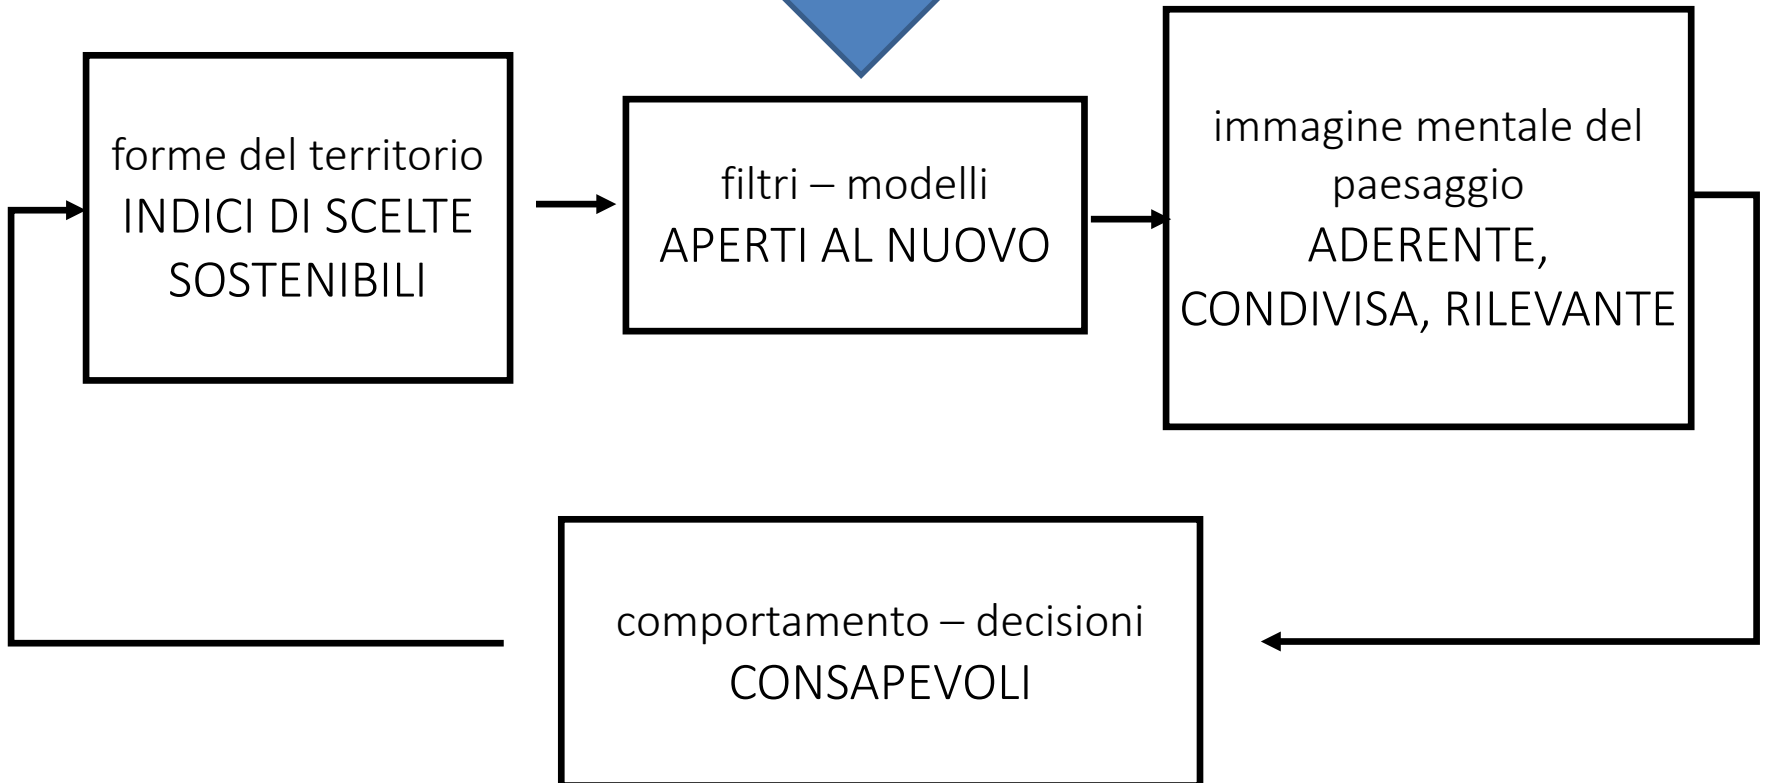 forme del territorio
INDICI DI SCELTE
SOSTENIBILI
filtri – modelli
APERTI AL NUOVO
immagine mentale del
paesaggio
ADERENTE,
CONDIVISA, RILEVANTE
comportamento – decisioni
CONSAPEVOLI